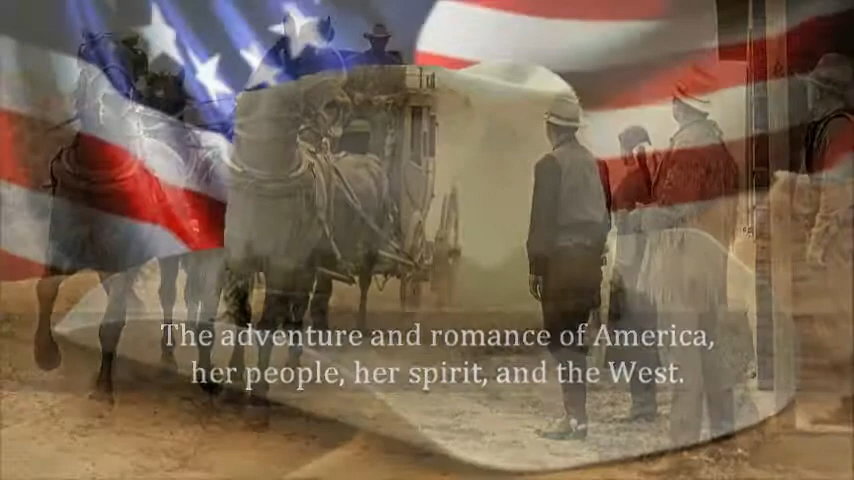 The adventure and romance of America,
her people, her spirit, and the West.